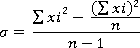 σ = (∑ xi² − (∑ xi)²/n)/(n − 1)